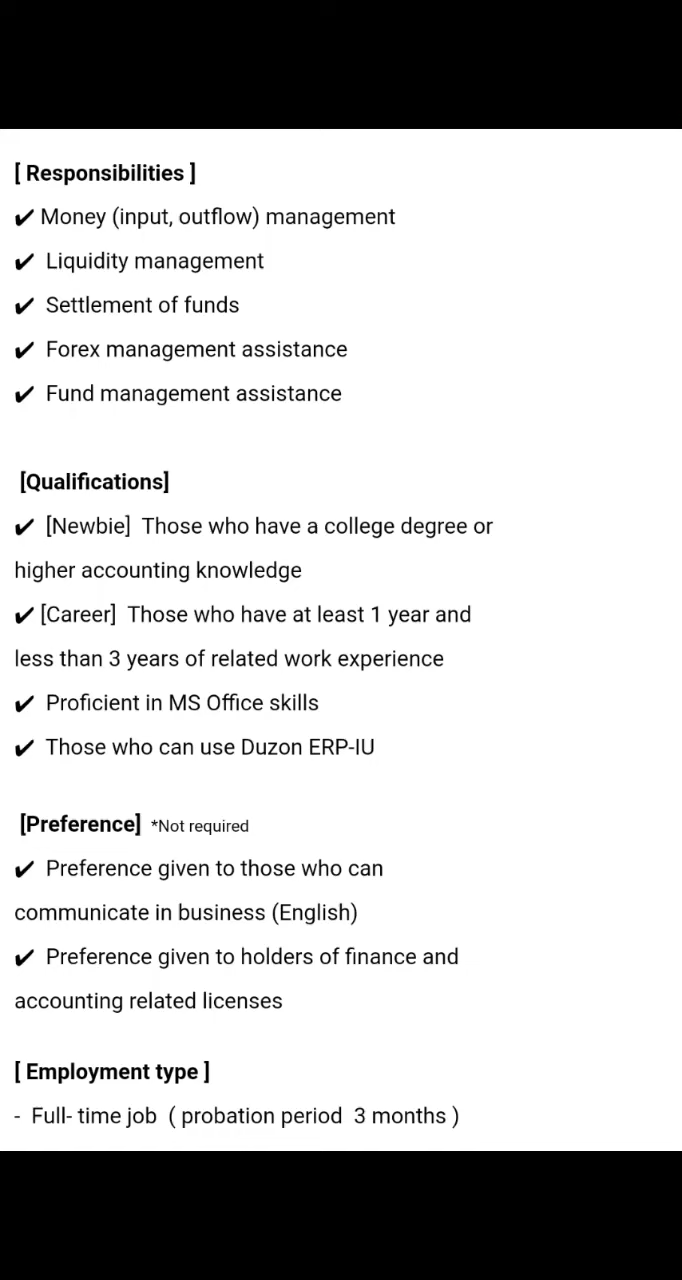 [ Responsibilities ]
✔ Money (input, outflow) management
✔ Liquidity management
✔ Settlement of funds
✔ Forex management assistance
✔ Fund management assistance
[Qualifications]
✔ [Newbie] Those who have a college degree or
higher accounting knowledge
✔ [Career] Those who have at least 1 year and
less than 3 years of related work experience
✔ Proficient in MS Office skills
✔ Those who can use Duzon ERP-IU
[Preference] *Not required
✔ Preference given to those who can
communicate in business (English)
✔ Preference given to holders of finance and
accounting related licenses
[ Employment type ]
- Full- time job ( probation period 3 months )